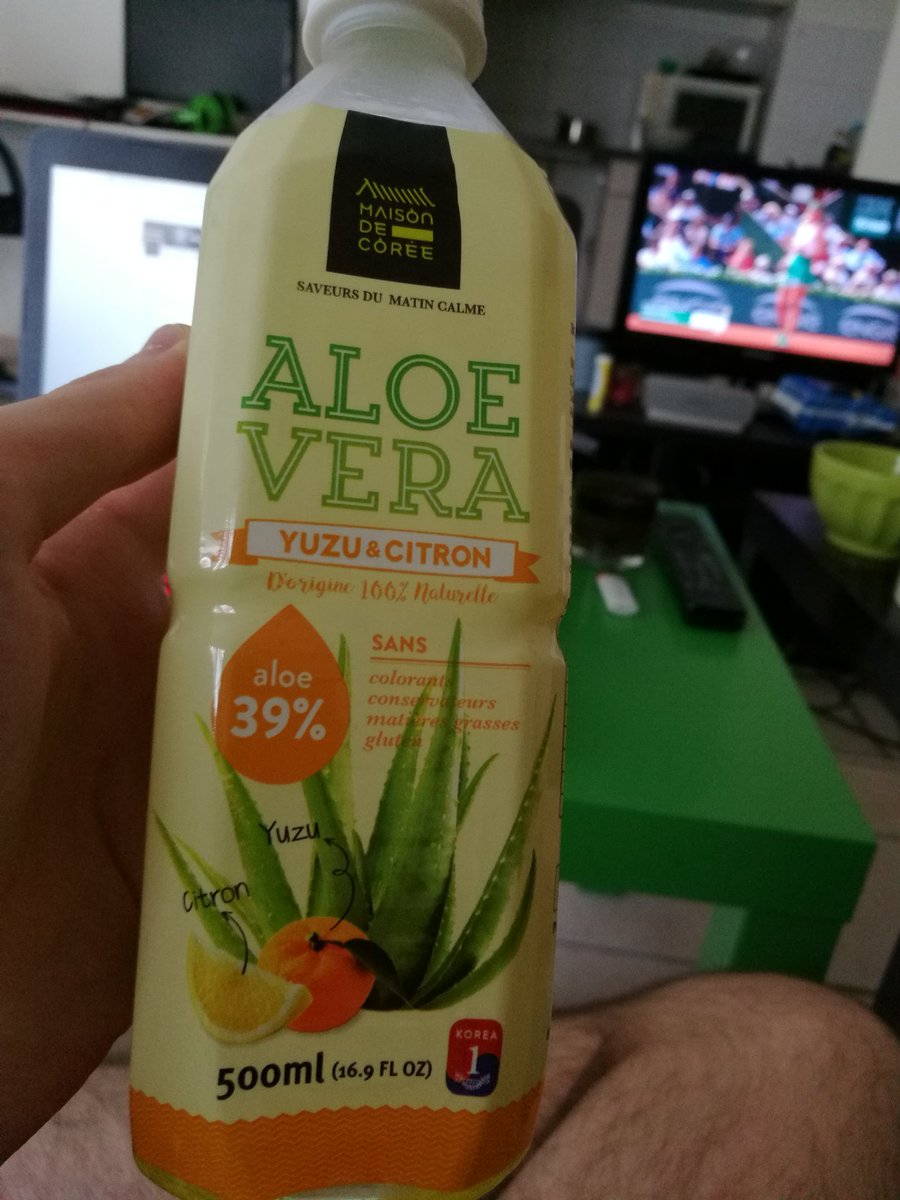 MAISON
DE
CORÉE
SAVEURS DU MATIN CALME
ALOE
VERA
YUZU & CITRON
D'origine 100% Naturelle
aloe
39%
SANS
colorants
conservateurs
matières grasses
gluten
Yuzu
Citron
500ml (16.9 FL OZ)
KOREA
1